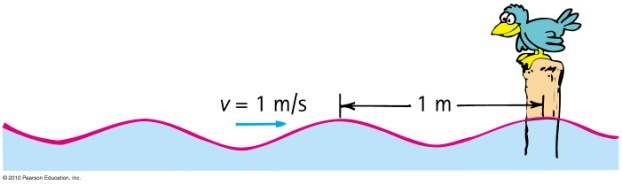 v = 1 m/s
1 m
© 2010 Pearson Education, Inc.